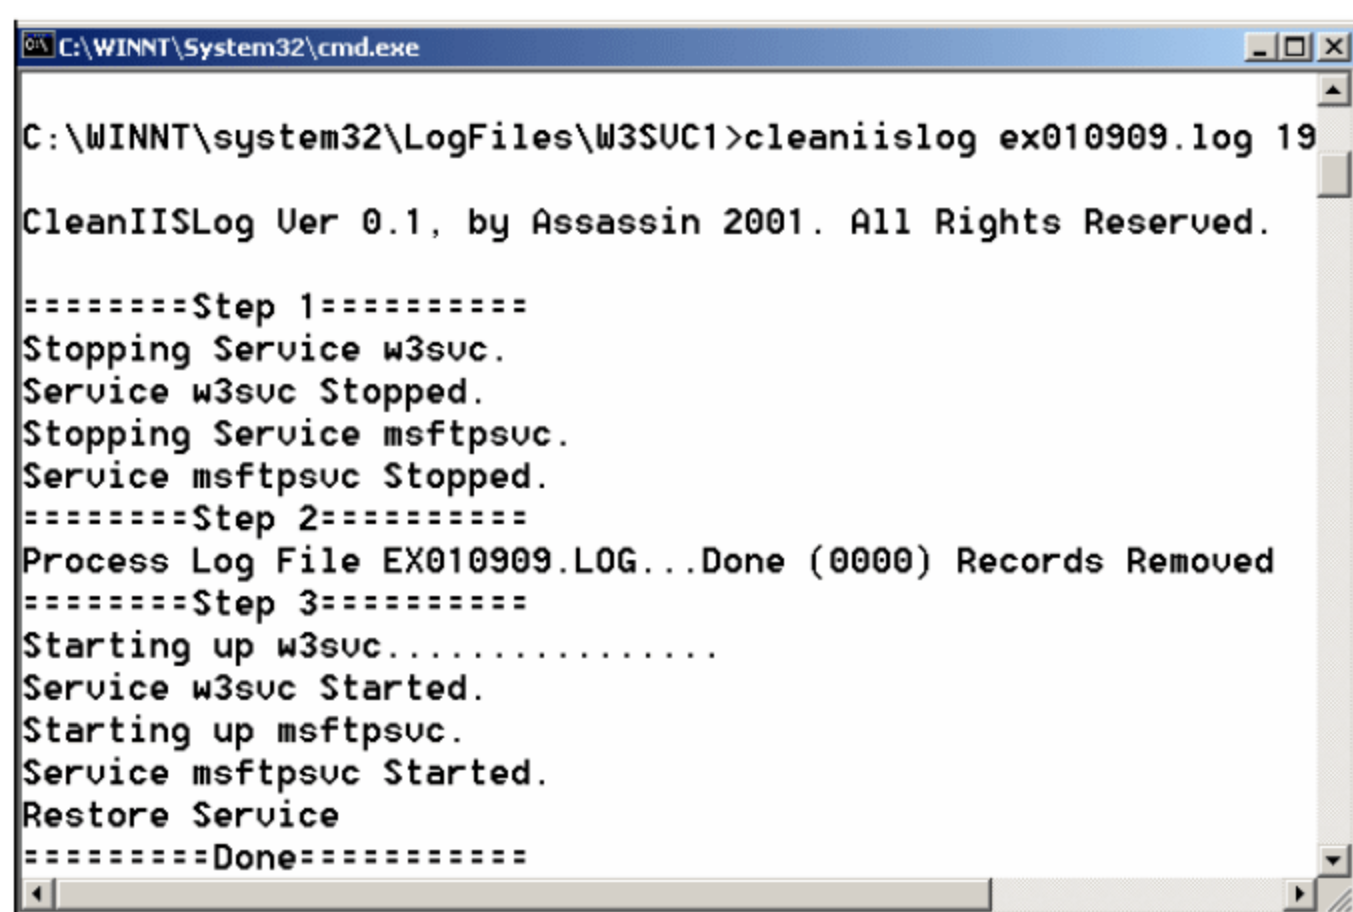 C:\WINNT\System32\cmd.exe
C:\WINNT\system32\LogFiles\W3SVC1>cleaniislog ex010909.log 19
CleanIISLog Ver 0.1, by Assassin 2001. All Rights Reserved.
========Step 1==========
Stopping Service w3svc.
Service w3svc Stopped.
Stopping Service msftpsvc.
Service msftpsvc Stopped.
========Step 2==========
Process Log File EX010909.LOG...Done (0000) Records Removed
========Step 3==========
Starting up w3svc................
Service w3svc Started.
Starting up msftpsvc.
Service msftpsvc Started.
Restore Service
=========Done===========